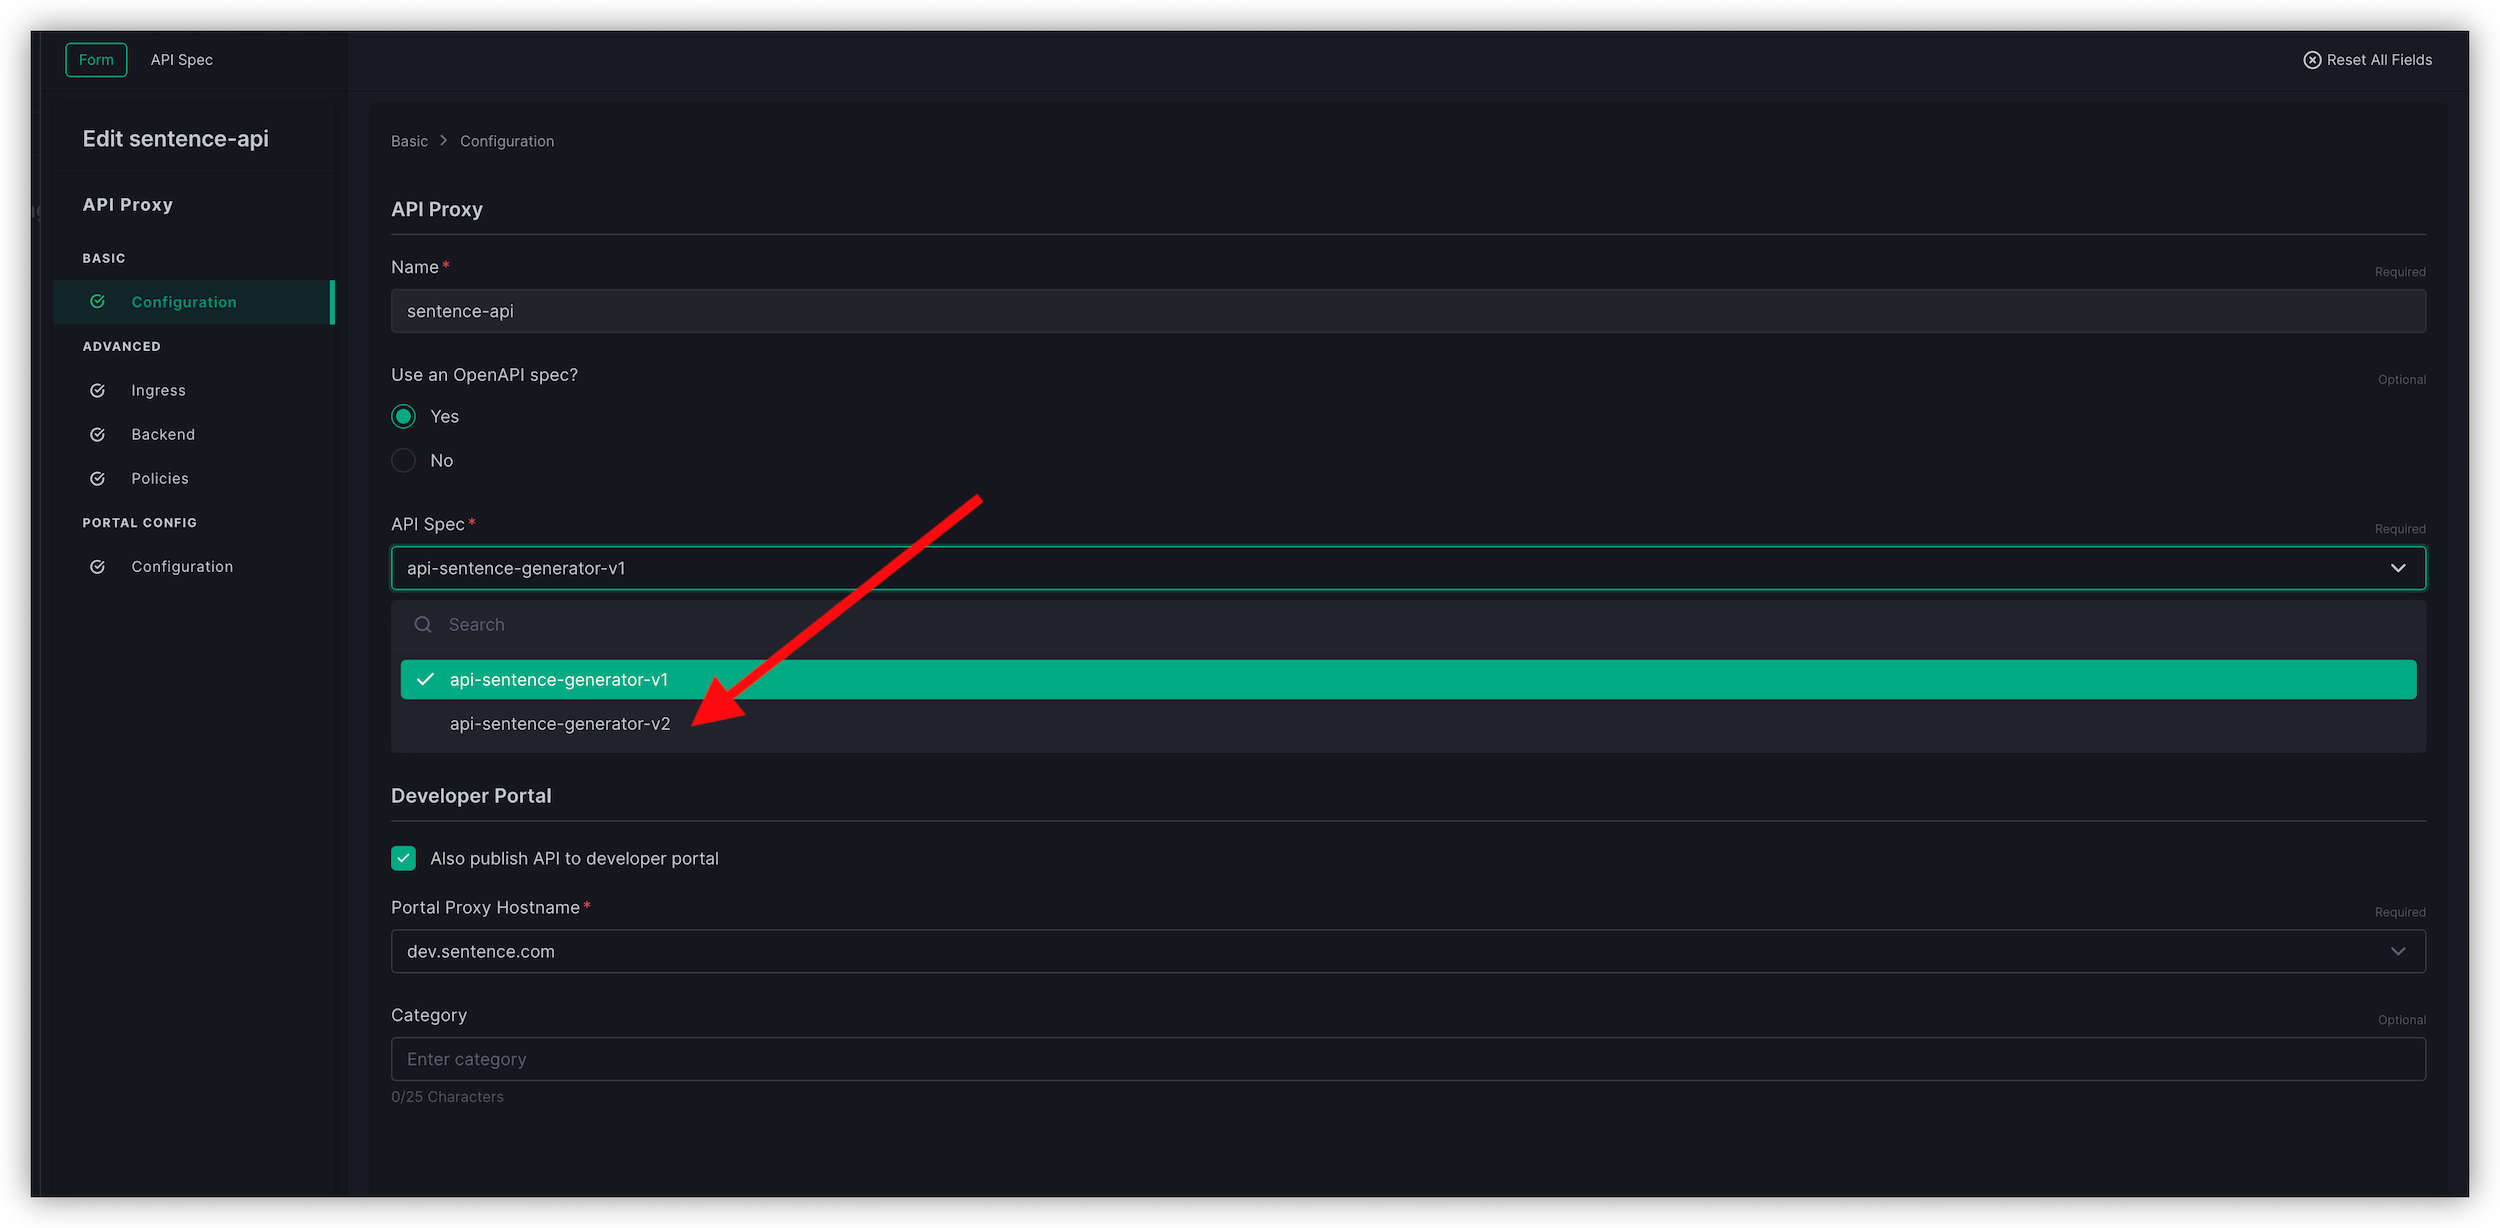 Form
API Spec
Reset All Fields
Edit sentence-api
API Proxy
BASIC
Configuration
ADVANCED
Ingress
Backend
Policies
PORTAL CONFIG
Configuration
Basic
Configuration
API Proxy
Name*
Required
sentence-api
Use an OpenAPI spec?
Optional
Yes
No
API Spec*
Required
api-sentence-generator-v1
Search
api-sentence-generator-v1
api-sentence-generator-v2
Developer Portal
Also publish API to developer portal
Portal Proxy Hostname*
Required
dev.sentence.com
Category
Optional
Enter category
0/25 Characters